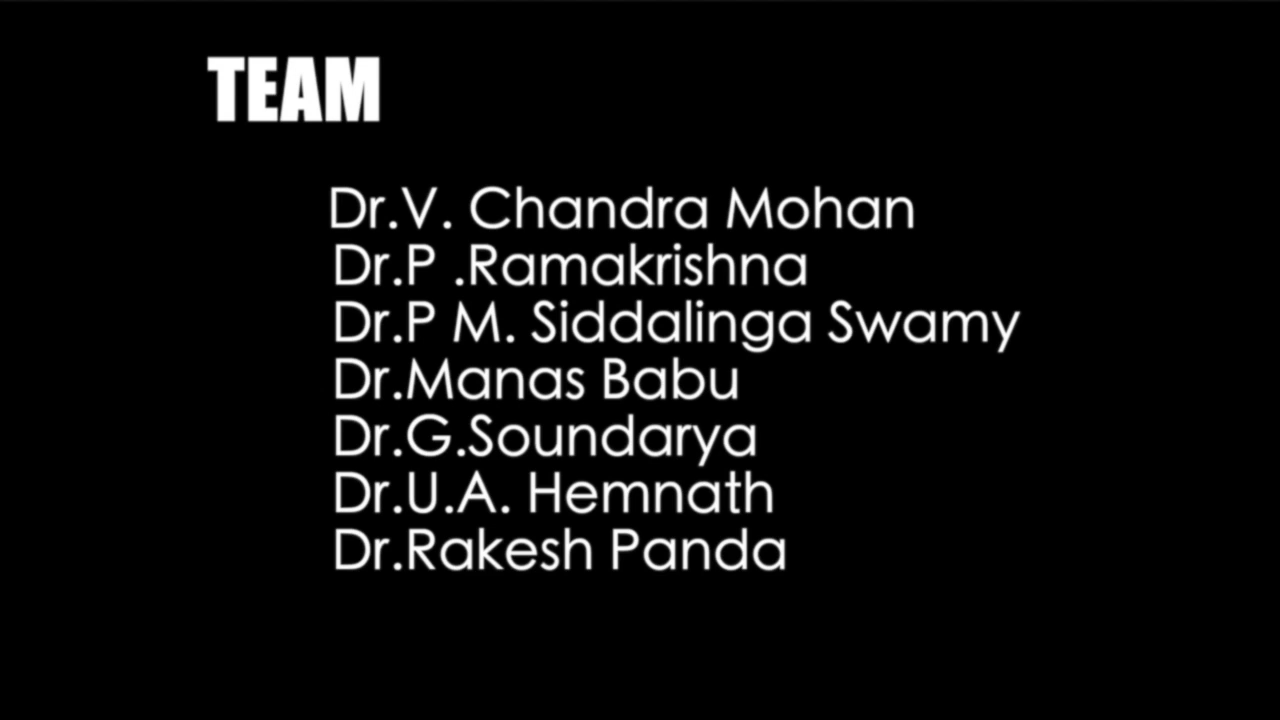 TEAM
Dr.V. Chandra Mohan
Dr.P .Ramakrishna
Dr.P M. Siddalinga Swamy
Dr.Manas Babu
Dr.G.Soundarya
Dr.U.A. Hemnath
Dr.Rakesh Panda